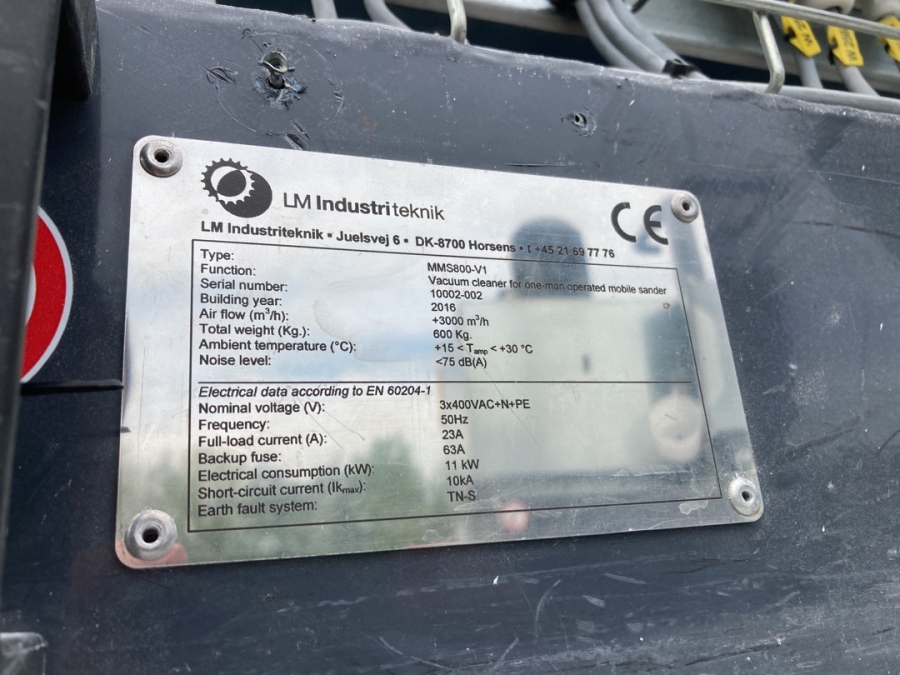 LM Industriteknik
CE
LM Industriteknik • Juelsvej 6 • DK-8700 Horsens • t +45 21 69 77 76
Type: MMS800-V1
Function: Vacuum cleaner for one-man operated mobile sander
Serial number: 10002-002
Building year: 2016
Air flow (m³/h): +3000 m³/h
Total weight (Kg.): 600 Kg.
Ambient temperature (°C): +15 < Tamp < +30 °C
Noise level: <75 dB(A)
Electrical data according to EN 60204-1
Nominal voltage (V): 3x400VAC+N+PE
Frequency: 50Hz
Full-load current (A): 23A
Backup fuse: 63A
Electrical consumption (kW): 11 kW
Short-circuit current (Ikmax): 10kA
Earth fault system: TN-S